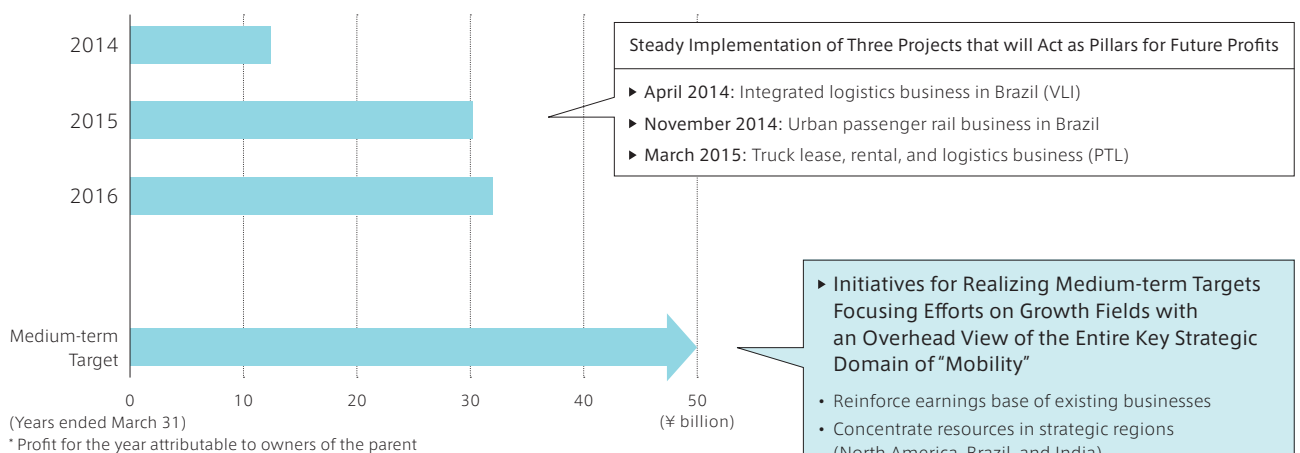 2014
2015
2016
Medium-term
Target
0 10 20 30 40 50
(Years ended March 31)
(¥ billion)
* Profit for the year attributable to owners of the parent
Steady Implementation of Three Projects that will Act as Pillars for Future Profits
▶ April 2014: Integrated logistics business in Brazil (VLI)
▶ November 2014: Urban passenger rail business in Brazil
▶ March 2015: Truck lease, rental, and logistics business (PTL)
▶ Initiatives for Realizing Medium-term Targets
Focusing Efforts on Growth Fields with
an Overhead View of the Entire Key Strategic
Domain of "Mobility"
• Reinforce earnings base of existing businesses
• Concentrate resources in strategic regions
(North America, Brazil, and India)